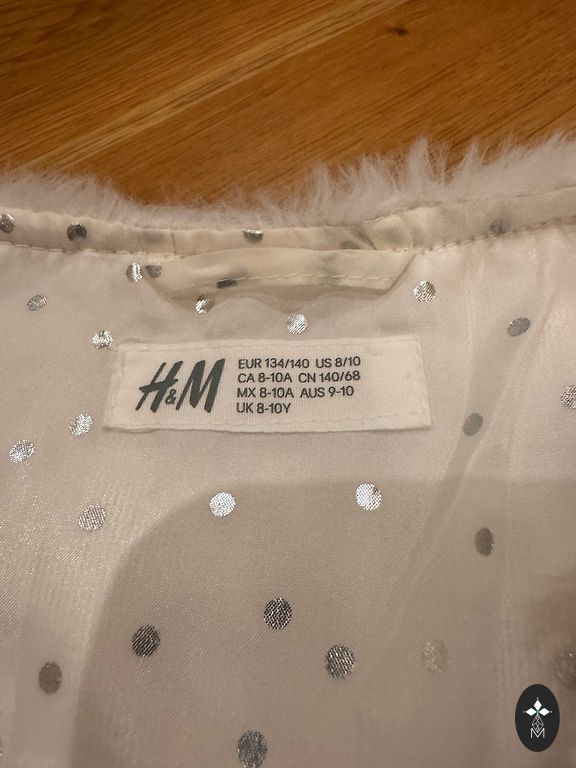 H&M
EUR 134/140 US 8/10
CA 8-10A CN 140/68
MX 8-10A AUS 9-10
UK 8-10Y
M